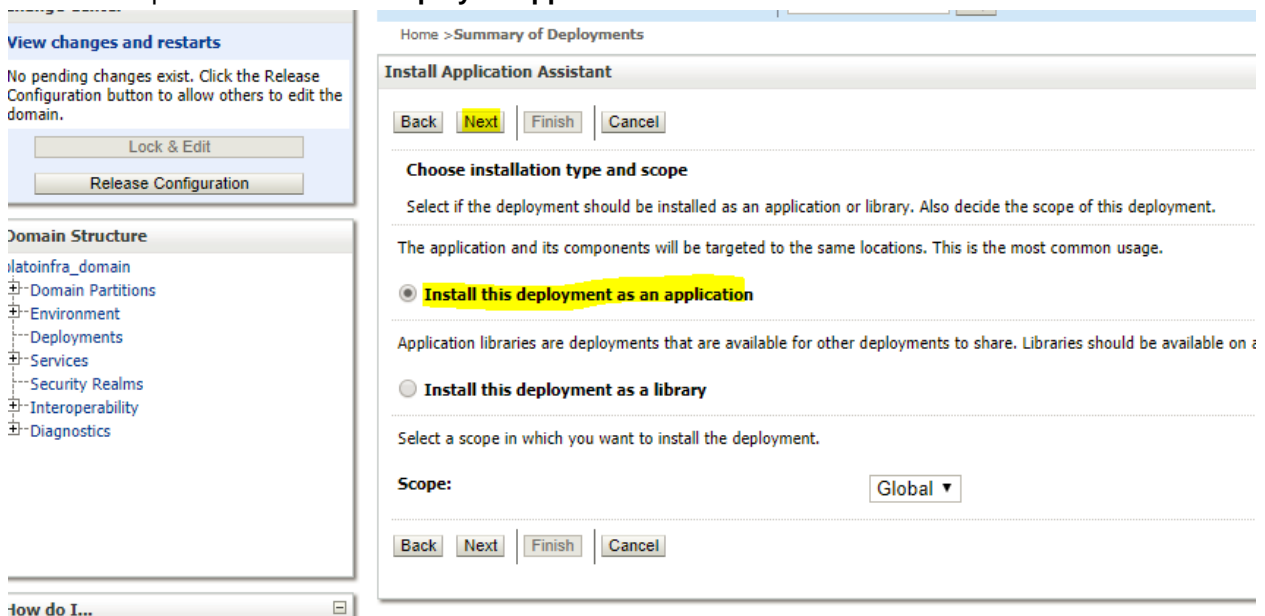 View changes and restarts
No pending changes exist. Click the Release
Configuration button to allow others to edit the
domain.
Lock & Edit
Release Configuration
Domain Structure
platoinfra_domain
Domain Partitions
Environment
Deployments
Services
Security Realms
Interoperability
Diagnostics
How do I...
Home >Summary of Deployments
Install Application Assistant
Back Next Finish Cancel
Choose installation type and scope
Select if the deployment should be installed as an application or library. Also decide the scope of this deployment.
The application and its components will be targeted to the same locations. This is the most common usage.
Install this deployment as an application
Application libraries are deployments that are available for other deployments to share. Libraries should be available on a
Install this deployment as a library
Select a scope in which you want to install the deployment.
Scope: Global
Back Next Finish Cancel